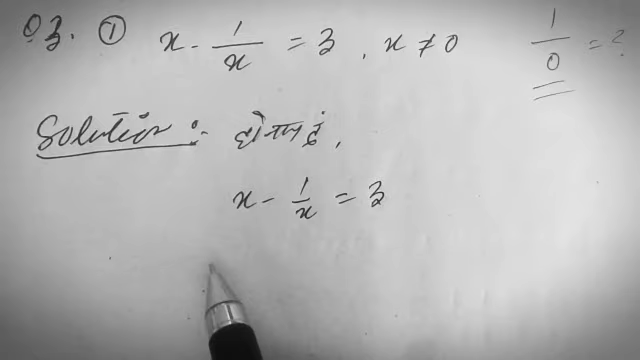 Q3. ① x - 1/x = 3, x ≠ 0 1/0 = ?
Solution :-
x - 1/x = 3